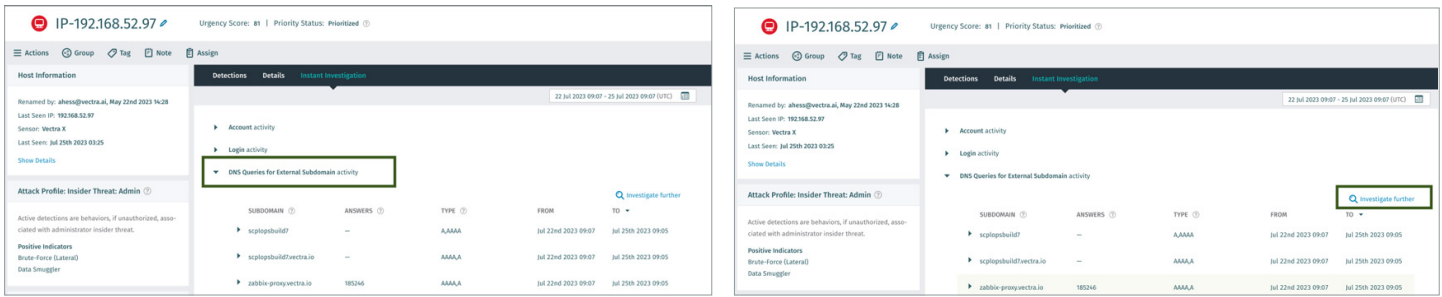 IP-192.168.52.97
Urgency Score: 81 | Priority Status: Prioritized
Actions Group Tag Note Assign
Host Information
Renamed by: ahess@vectra.ai, May 22nd 2023 14:28
Last Seen IP: 192.168.52.97
Sensor: Vectra X
Last Seen: Jul 25th 2023 03:25
Show Details
Attack Profile: Insider Threat: Admin
Active detections are behaviors, if unauthorized, asso-
ciated with administrator insider threat.
Positive Indicators
Brute-Force (Lateral)
Data Smuggler
Detections Details Instant Investigation
22 Jul 2023 09:07 - 25 Jul 2023 09:07 (UTC)
Account activity
Login activity
DNS Queries for External Subdomain activity
Investigate further
SUBDOMAIN ANSWERS TYPE FROM TO
scplopsbuild7 — A,AAAA Jul 22nd 2023 09:07 Jul 25th 2023 09:05
scplopsbuild7.vectra.io — AAAA,A Jul 22nd 2023 09:07 Jul 25th 2023 09:05
zabbix-proxy.vectra.io 185246 AAAA,A Jul 22nd 2023 09:07 Jul 25th 2023 09:05
IP-192.168.52.97
Urgency Score: 81 | Priority Status: Prioritized
Actions Group Tag Note Assign
Host Information
Renamed by: ahess@vectra.ai, May 22nd 2023 14:28
Last Seen IP: 192.168.52.97
Sensor: Vectra X
Last Seen: Jul 25th 2023 03:25
Show Details
Attack Profile: Insider Threat: Admin
Active detections are behaviors, if unauthorized, asso-
ciated with administrator insider threat.
Positive Indicators
Brute-Force (Lateral)
Data Smuggler
Detections Details Instant Investigation
22 Jul 2023 09:07 - 25 Jul 2023 09:07 (UTC)
Account activity
Login activity
DNS Queries for External Subdomain activity
Investigate further
SUBDOMAIN ANSWERS TYPE FROM TO
scplopsbuild7 — A,AAAA Jul 22nd 2023 09:07 Jul 25th 2023 09:05
scplopsbuild7.vectra.io — AAAA,A Jul 22nd 2023 09:07 Jul 25th 2023 09:05
zabbix-proxy.vectra.io 185246 AAAA,A Jul 22nd 2023 09:07 Jul 25th 2023 09:05